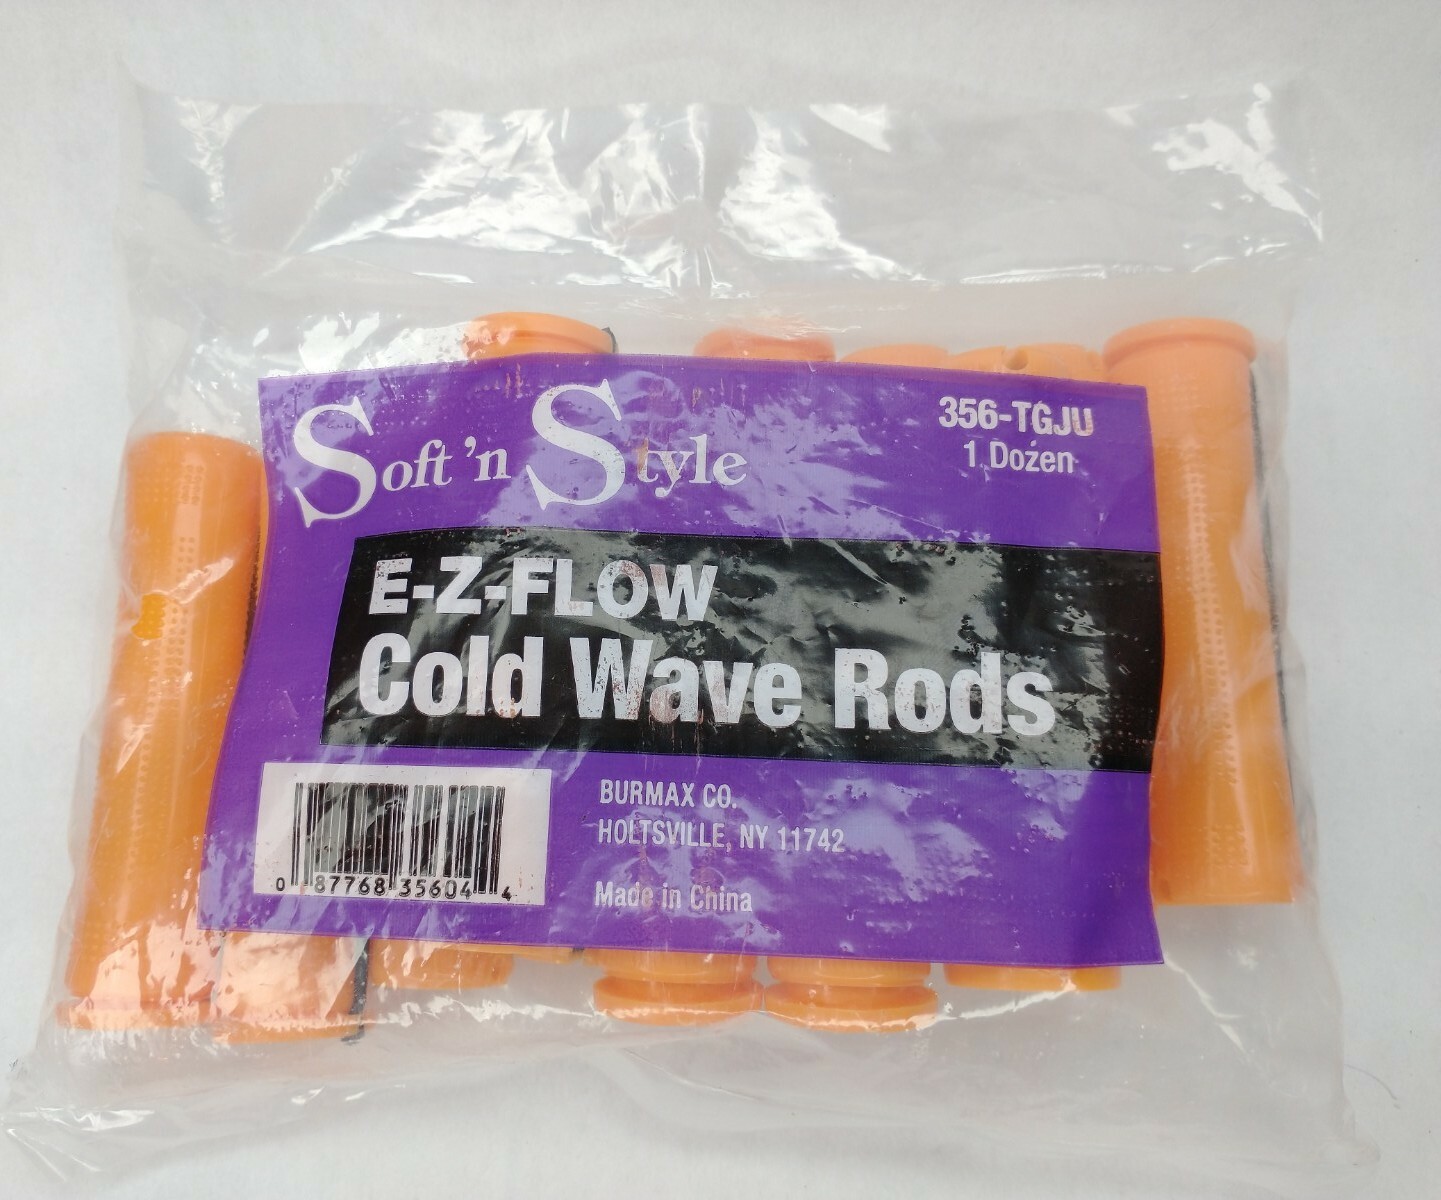 Soft 'n Style
356-TGJU
1 Dozen
E-Z-FLOW
Cold Wave Rods
BURMAX CO.
HOLTSVILLE, NY 11742
Made in China
0 87768 35604 4